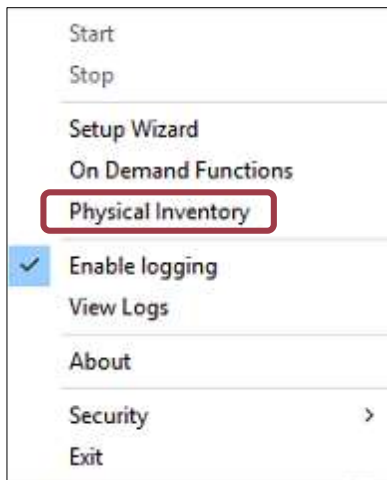 Start
Stop
Setup Wizard
On Demand Functions
Physical Inventory
Enable logging
View Logs
About
Security
Exit